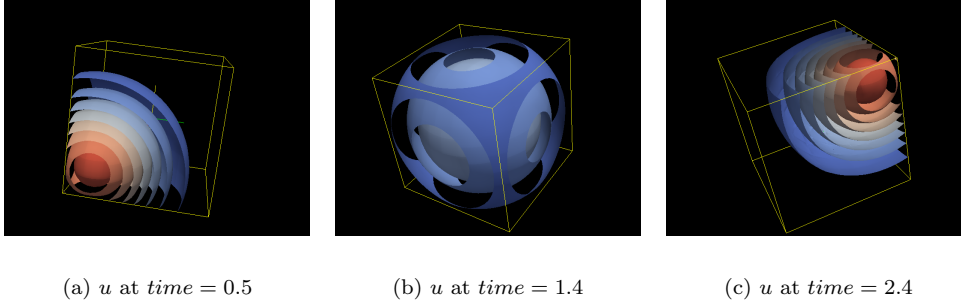 (a) u at time = 0.5
(b) u at time = 1.4
(c) u at time = 2.4